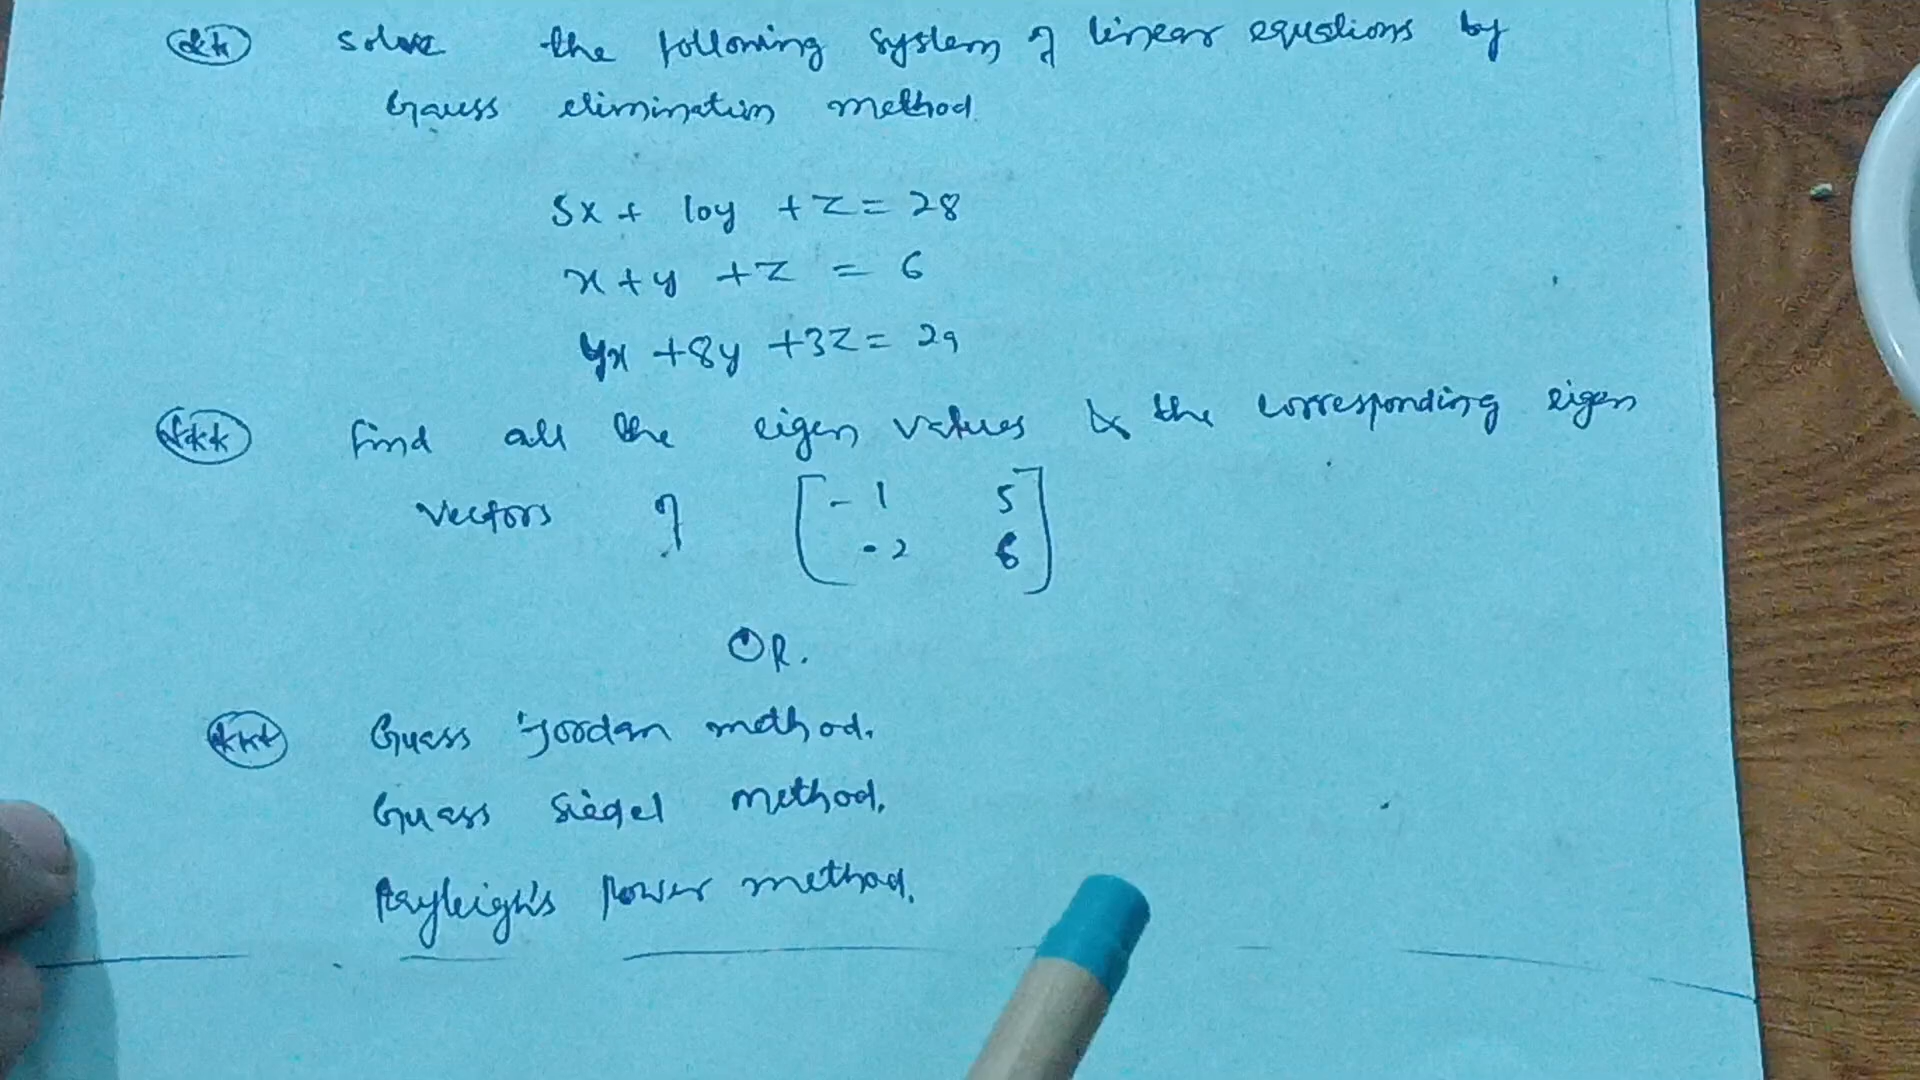 solve the following system of linear equations by
Gauss elimination method.
5x + 10y + z = 28
x + y + z = 6
4x + 8y + 3z = 29
*** find all the eigen values & the corresponding eigen
vectors of [-1 5
-2 6]
OR.
*** Guass Jordan method.
Guass Siedel method.
Rayleigh's Power method.